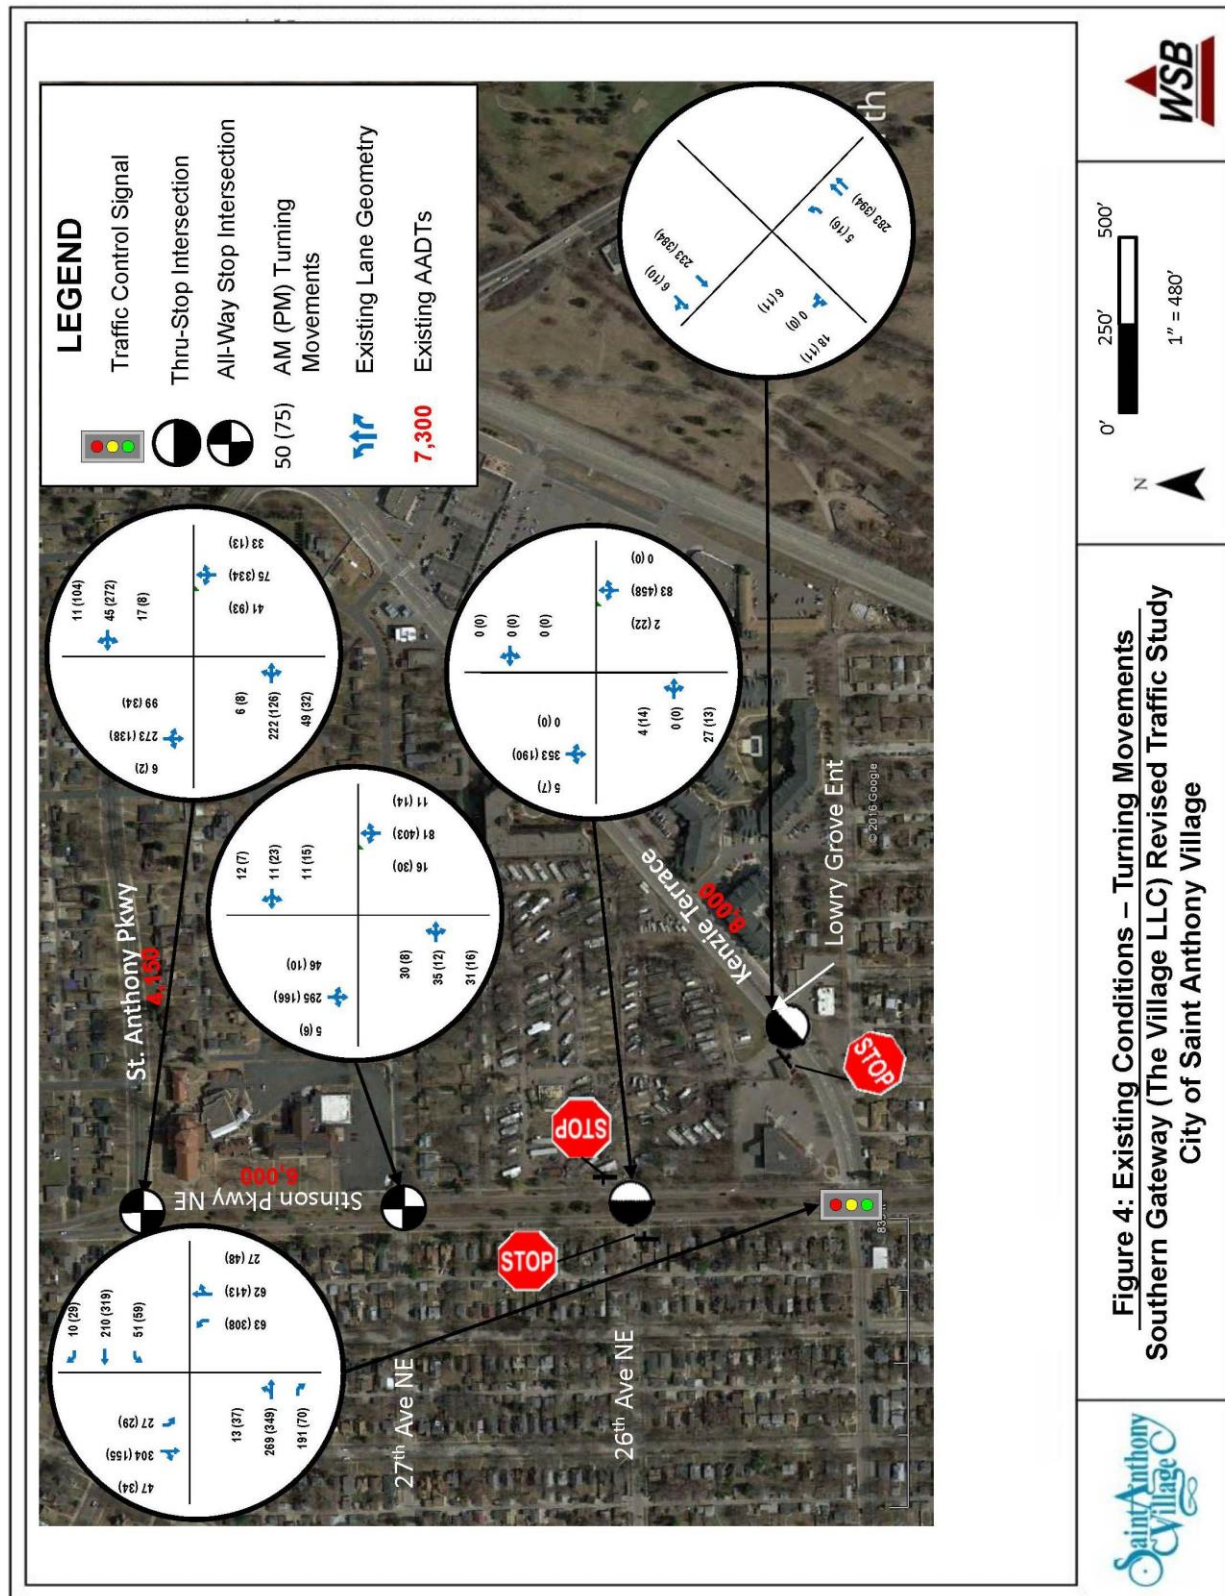 LEGEND
Traffic Control Signal
Thru-Stop Intersection
All-Way Stop Intersection
50 (75)
AM (PM) Turning
Movements
Existing Lane Geometry
7,300
Existing AADTs
10 (29)
210 (319)
51 (59)
47 (34)
304 (155)
27 (29)
63 (308)
62 (413)
27 (48)
13 (37)
269 (349)
191 (70)
12 (7)
11 (23)
11 (15)
5 (6)
295 (166)
46 (10)
16 (30)
81 (403)
11 (14)
30 (8)
35 (12)
31 (16)
11 (104)
45 (272)
17 (8)
6 (2)
273 (138)
99 (34)
41 (93)
75 (334)
33 (13)
6 (8)
222 (126)
49 (32)
0 (0)
0 (0)
0 (0)
5 (7)
353 (190)
0 (0)
2 (22)
83 (458)
0 (0)
4 (14)
0 (0)
27 (13)
6 (10)
233 (384)
5 (16)
283 (394)
6 (11)
0 (0)
18 (11)
St. Anthony Pkwy
4,150
Stinson Pkwy NE
6,000
27th Ave NE
26th Ave NE
Kenzie Terrace
8,000
Lowry Grove Ent
STOP
STOP
STOP
© 2016 Google
th
Saint Anthony
Village
Figure 4: Existing Conditions – Turning Movements
Southern Gateway (The Village LLC) Revised Traffic Study
City of Saint Anthony Village
N
0'
250'
500'
1" = 480'
WSB